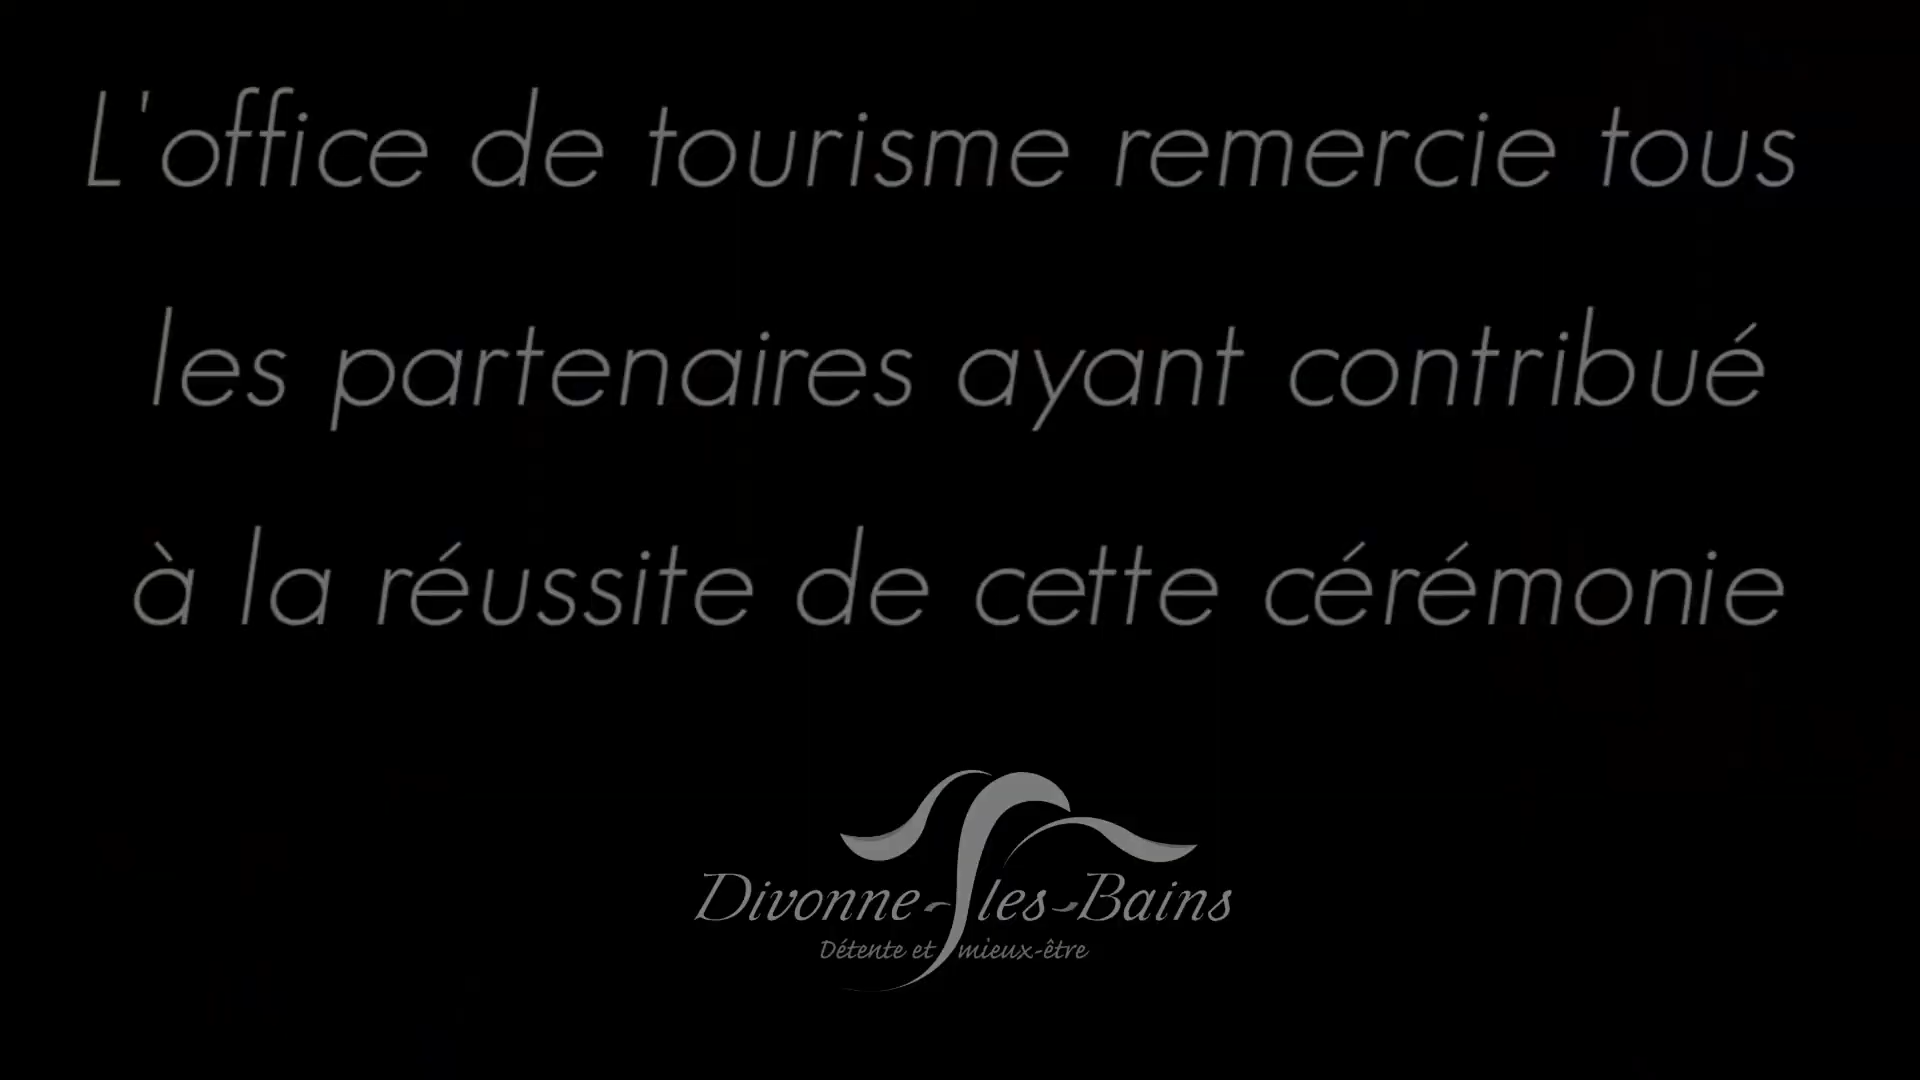 L'office de tourisme remercie tous
les partenaires ayant contribué
à la réussite de cette cérémonie
Divonne-les-Bains
Détente et mieux-être